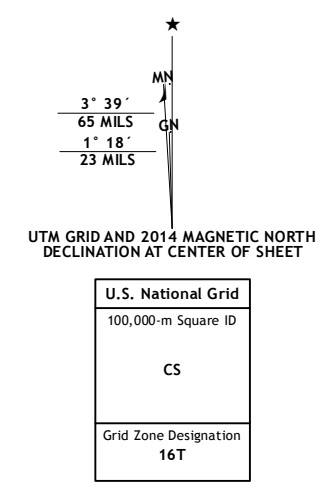 ★
MN
3° 39´
65 MILS
GN
1° 18´
23 MILS
UTM GRID AND 2014 MAGNETIC NORTH
DECLINATION AT CENTER OF SHEET
U.S. National Grid
100,000-m Square ID
CS
Grid Zone Designation
16T